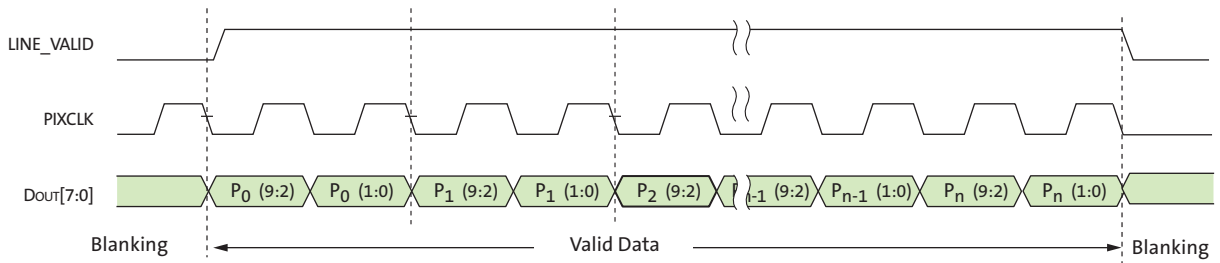 LINE_VALID
PIXCLK
DOUT[7:0]
P0 (9:2) P0 (1:0) P1 (9:2) P1 (1:0) P2 (9:2) n-1 (9:2) Pn-1 (1:0) Pn (9:2) Pn (1:0)
Blanking Valid Data Blanking